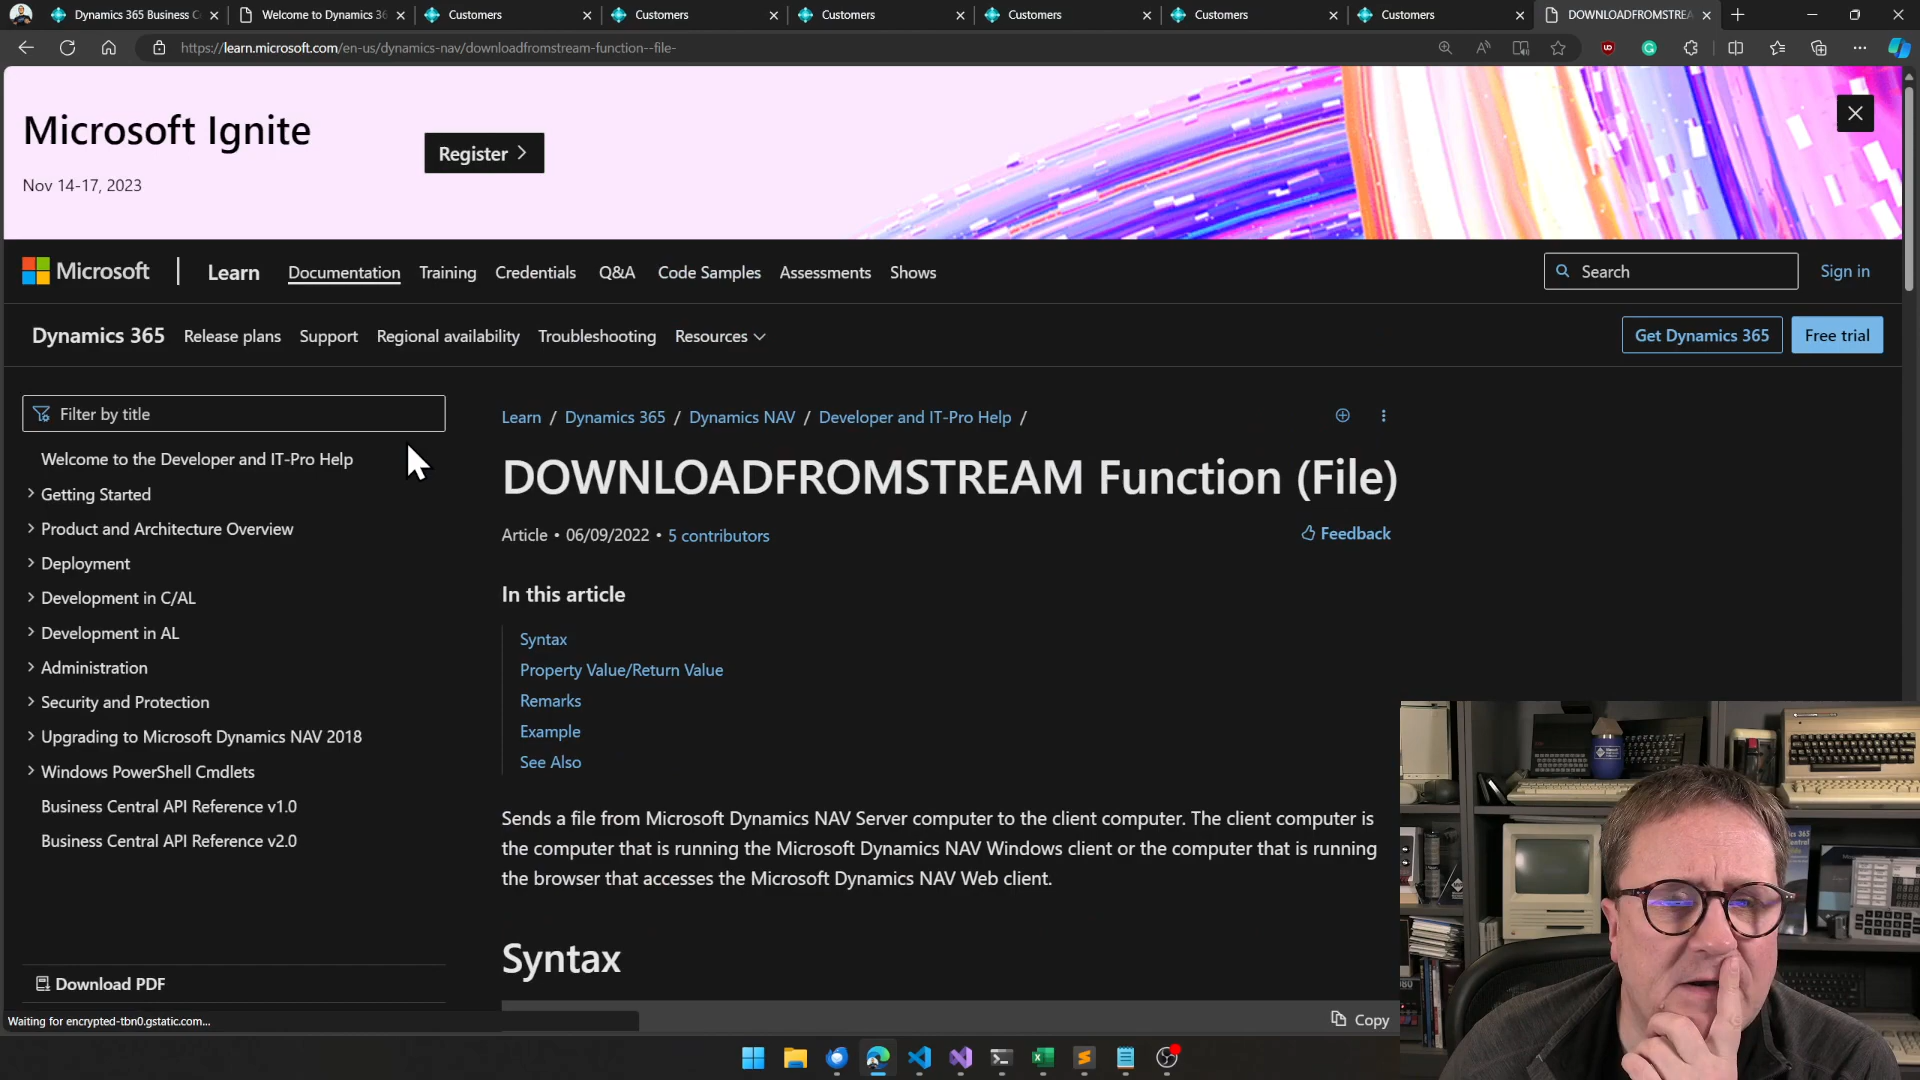 Dynamics 365 Business C
Welcome to Dynamics 36
Customers
Customers
Customers
Customers
Customers
Customers
DOWNLOADFROMSTREA
https://learn.microsoft.com/en-us/dynamics-nav/downloadfromstream-function--file-
Microsoft Ignite
Register
Nov 14-17, 2023
Microsoft
Learn
Documentation
Training
Credentials
Q&A
Code Samples
Assessments
Shows
Search
Sign in
Dynamics 365
Release plans
Support
Regional availability
Troubleshooting
Resources
Get Dynamics 365
Free trial
Filter by title
Welcome to the Developer and IT-Pro Help
Getting Started
Product and Architecture Overview
Deployment
Development in C/AL
Development in AL
Administration
Security and Protection
Upgrading to Microsoft Dynamics NAV 2018
Windows PowerShell Cmdlets
Business Central API Reference v1.0
Business Central API Reference v2.0
Download PDF
Waiting for encrypted-tbn0.gstatic.com...
Learn / Dynamics 365 / Dynamics NAV / Developer and IT-Pro Help /
DOWNLOADFROMSTREAM Function (File)
Article • 06/09/2022 • 5 contributors
Feedback
In this article
Syntax
Property Value/Return Value
Remarks
Example
See Also
Sends a file from Microsoft Dynamics NAV Server computer to the client computer. The client computer is
the computer that is running the Microsoft Dynamics NAV Windows client or the computer that is running
the browser that accesses the Microsoft Dynamics NAV Web client.
Syntax
Copy